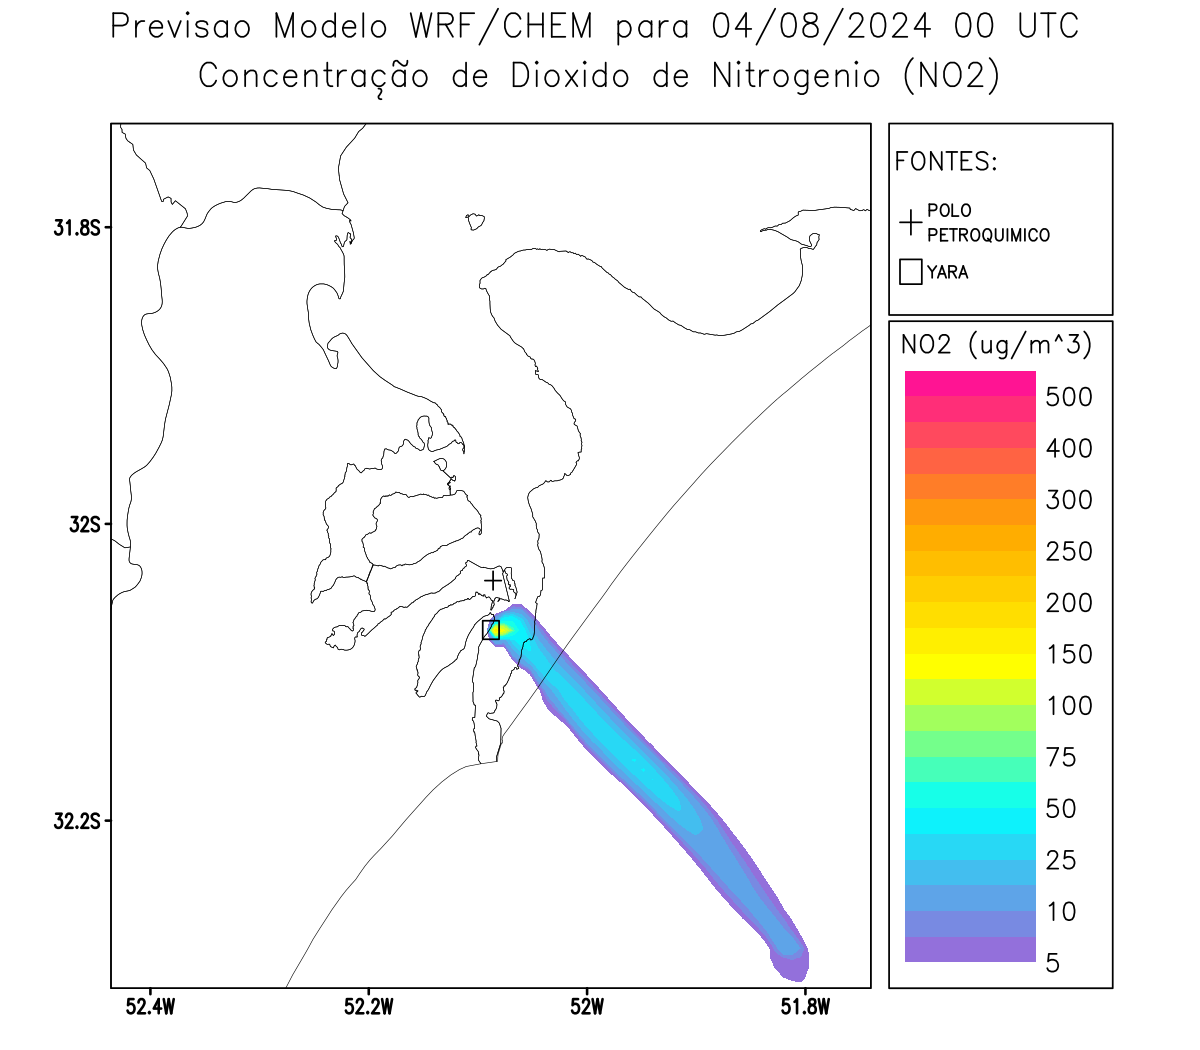 Previsao Modelo WRF/CHEM para 04/08/2024 00 UTC
Concentração de Dioxido de Nitrogenio (NO2)
FONTES:
POLO
PETROQUIMICO
YARA
NO2 (ug/m^3)
500
400
300
250
200
150
100
75
50
25
10
5
31.8S
32S
32.2S
52.4W
52.2W
52W
51.8W